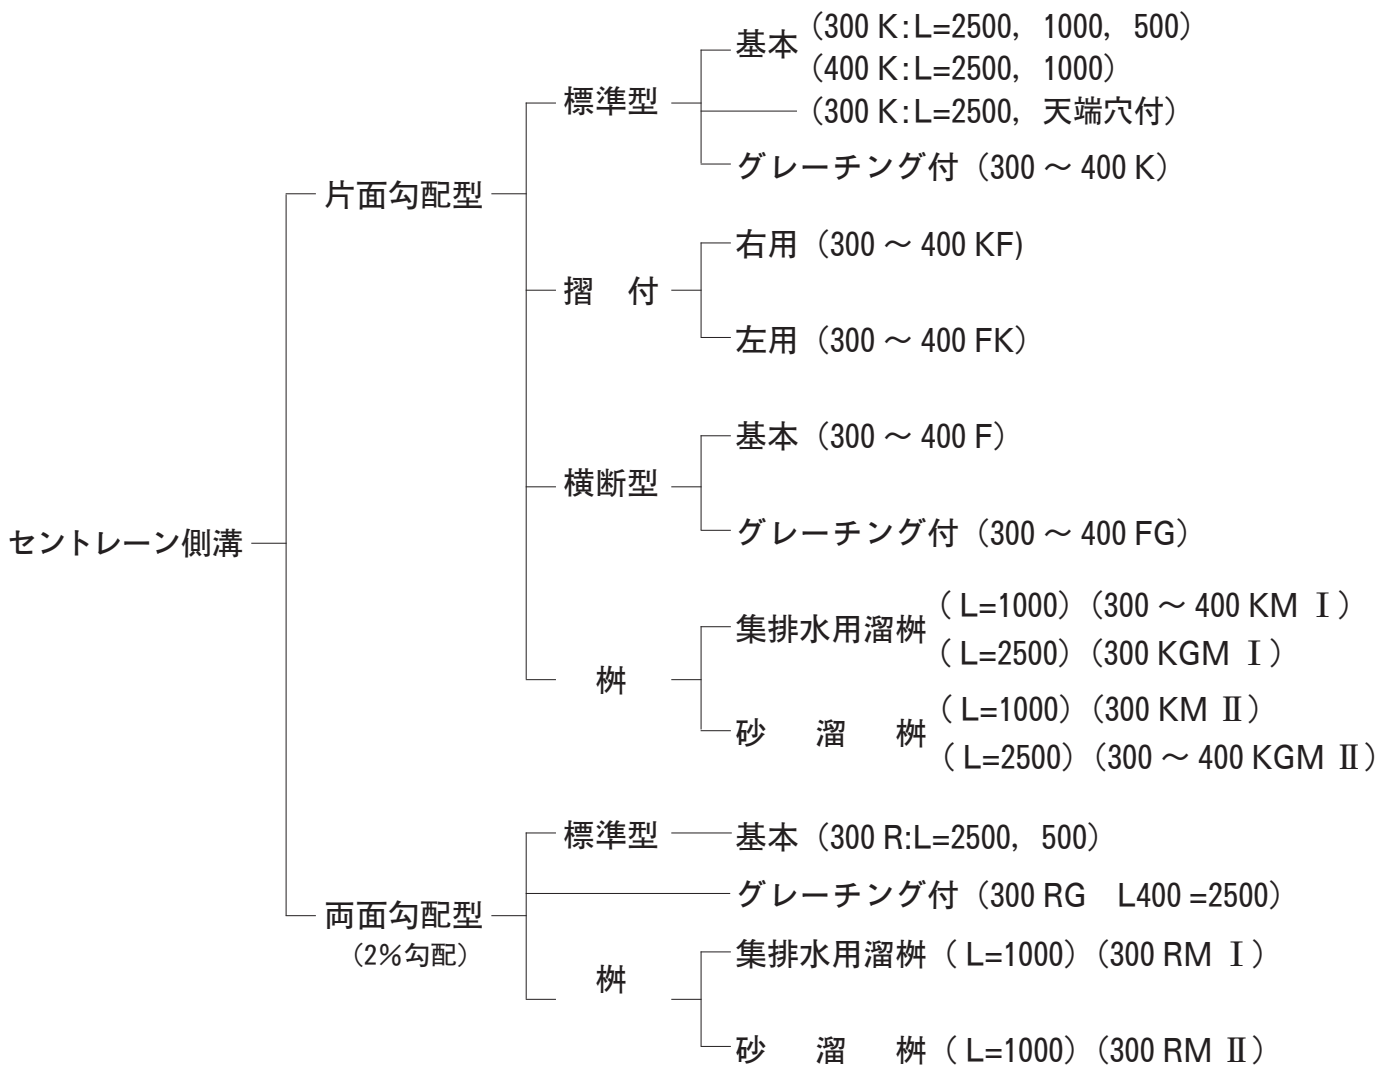 セントレーン側溝
片面勾配型
標準型
基本
(300 K:L=2500, 1000, 500)
(400 K:L=2500, 1000)
(300 K:L=2500, 天端穴付)
グレーチング付 (300 ～ 400 K)
摺 付
右用 (300 ～ 400 KF)
左用 (300 ～ 400 FK)
横断型
基本 (300 ～ 400 F)
グレーチング付 (300 ～ 400 FG)
桝
集排水用溜桝
( L=1000) (300 ～ 400 KM Ⅰ)
( L=2500) (300 KGM Ⅰ)
砂 溜 桝
( L=1000) (300 KM Ⅱ)
( L=2500) (300 ～ 400 KGM Ⅱ)
両面勾配型
(2%勾配)
標準型
基本 (300 R:L=2500, 500)
グレーチング付 (300 RG L400 =2500)
桝
集排水用溜桝 ( L=1000) (300 RM Ⅰ)
砂 溜 桝 ( L=1000) (300 RM Ⅱ)